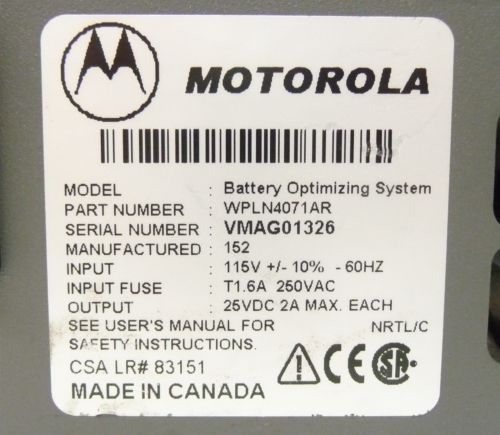 MOTOROLA
MODEL : Battery Optimizing System
PART NUMBER : WPLN4071AR
SERIAL NUMBER : VMAG01326
MANUFACTURED : 152
INPUT : 115V +/- 10% - 60HZ
INPUT FUSE : T1.6A 250VAC
OUTPUT : 25VDC 2A MAX. EACH
SEE USER'S MANUAL FOR NRTL/C
SAFETY INSTRUCTIONS.
CSA LR# 83151
MADE IN CANADA
! CE SA